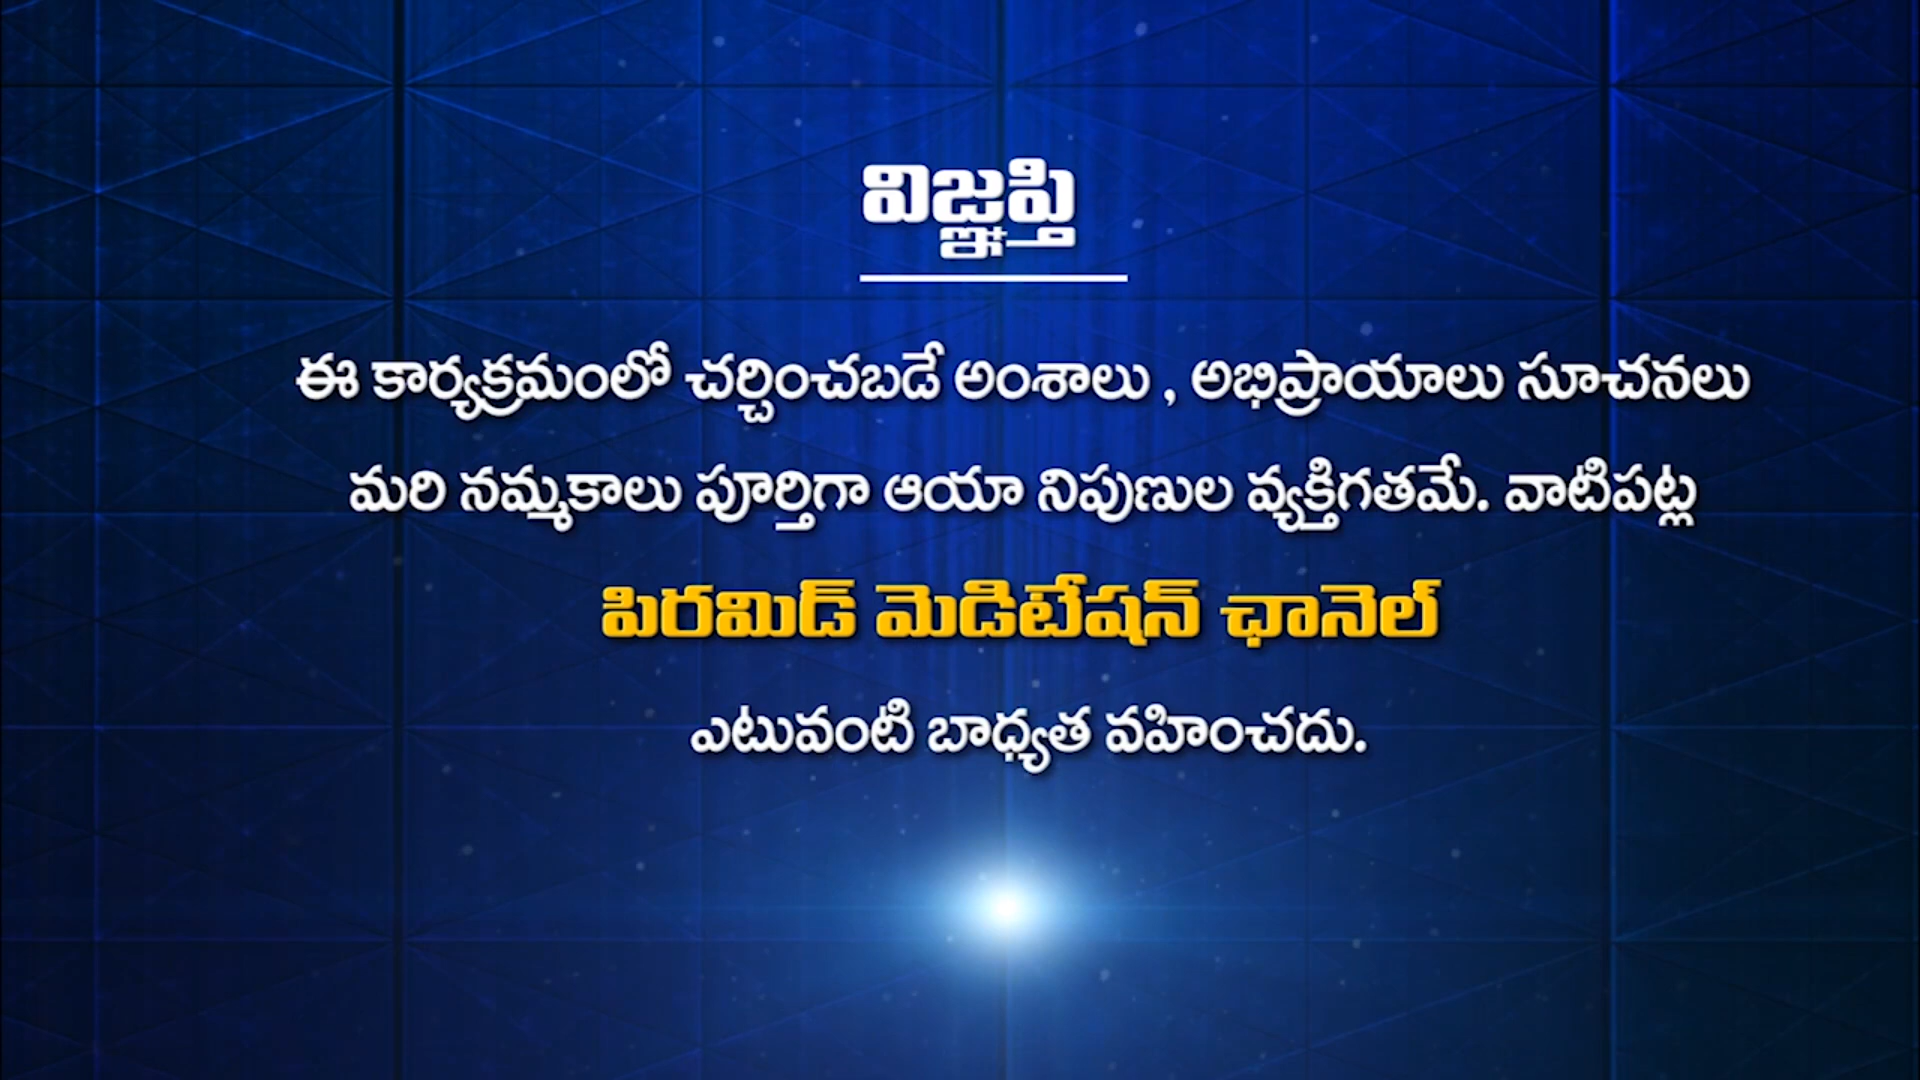 విజ్ఞప్తి
ఈ కార్యక్రమంలో చర్చించబడే అంశాలు , అభిప్రాయాలు సూచనలు
మరి నమ్మకాలు పూర్తిగా ఆయా నిపుణుల వ్యక్తిగతమే. వాటిపట్ల
పిరమిడ్ మెడిటేషన్ ఛానెల్
ఎటువంటి బాధ్యత వహించదు.